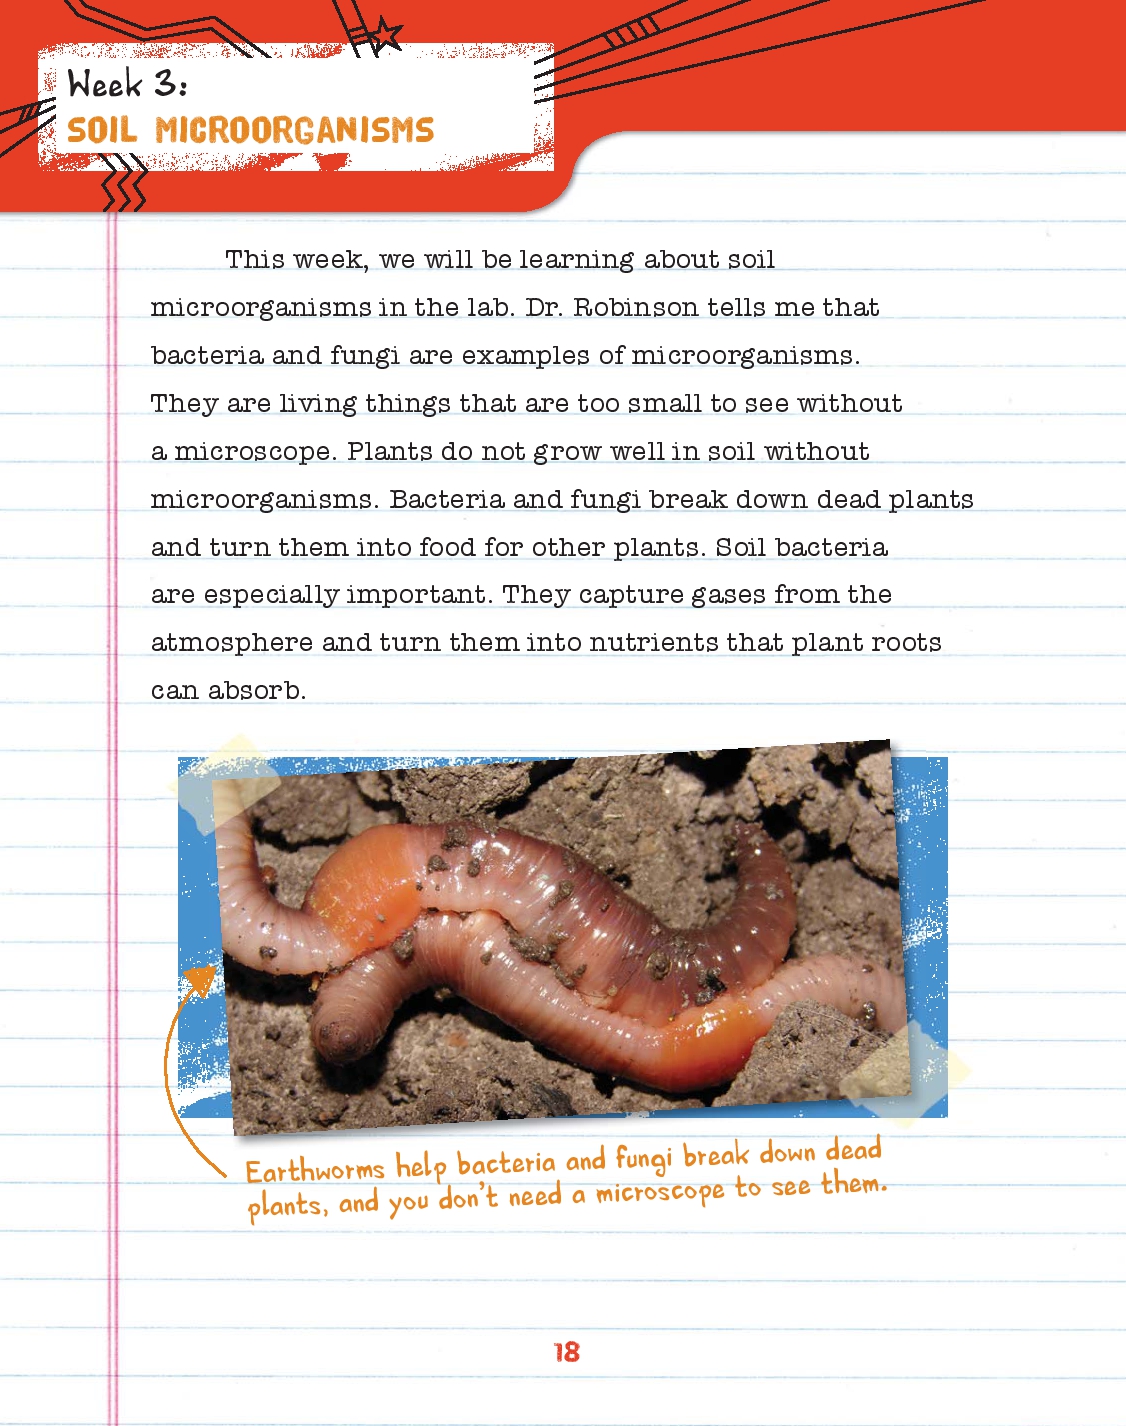 Week 3:
SOIL MICROORGANISMS
This week, we will be learning about soil
microorganisms in the lab. Dr. Robinson tells me that
bacteria and fungi are examples of microorganisms.
They are living things that are too small to see without
a microscope. Plants do not grow well in soil without
microorganisms. Bacteria and fungi break down dead plants
and turn them into food for other plants. Soil bacteria
are especially important. They capture gases from the
atmosphere and turn them into nutrients that plant roots
can absorb.
Earthworms help bacteria and fungi break down dead
plants, and you don't need a microscope to see them.
18